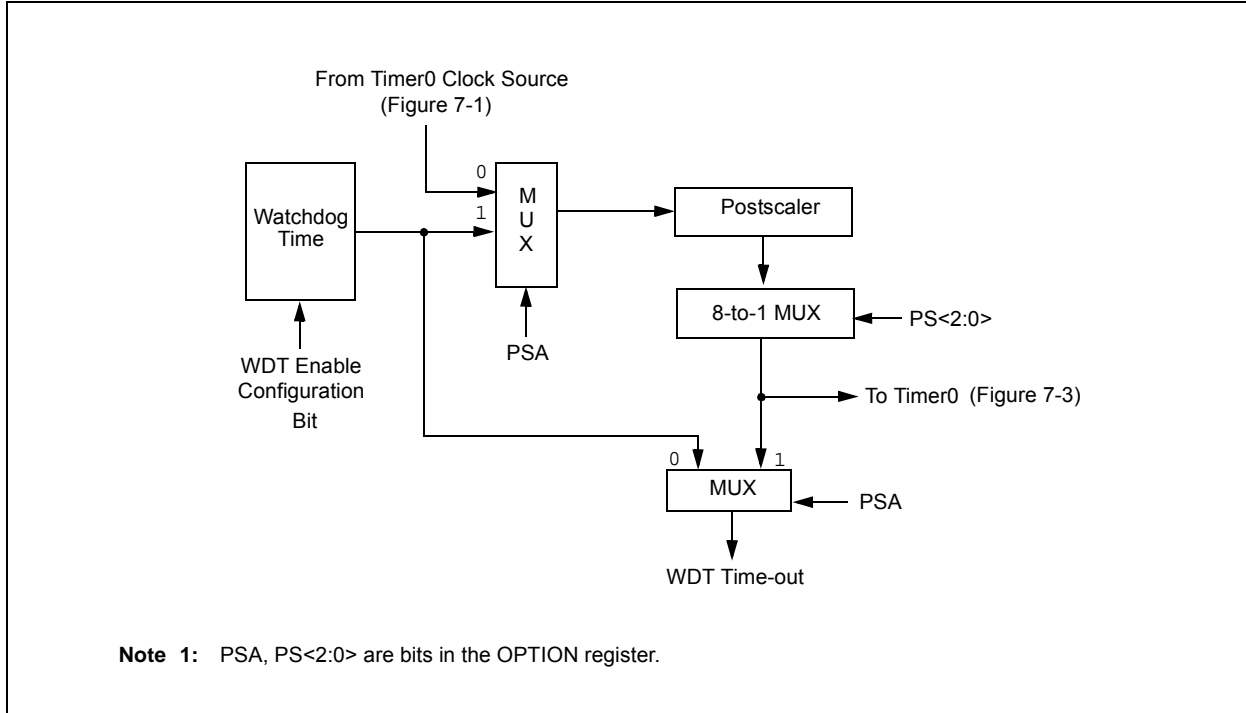 From Timer0 Clock Source
(Figure 7-1)
0
1
M
U
X
Postscaler
Watchdog
Time
8-to-1 MUX
PS<2:0>
PSA
WDT Enable
Configuration
Bit
To Timer0 (Figure 7-3)
0
1
MUX
PSA
WDT Time-out
Note 1: PSA, PS<2:0> are bits in the OPTION register.